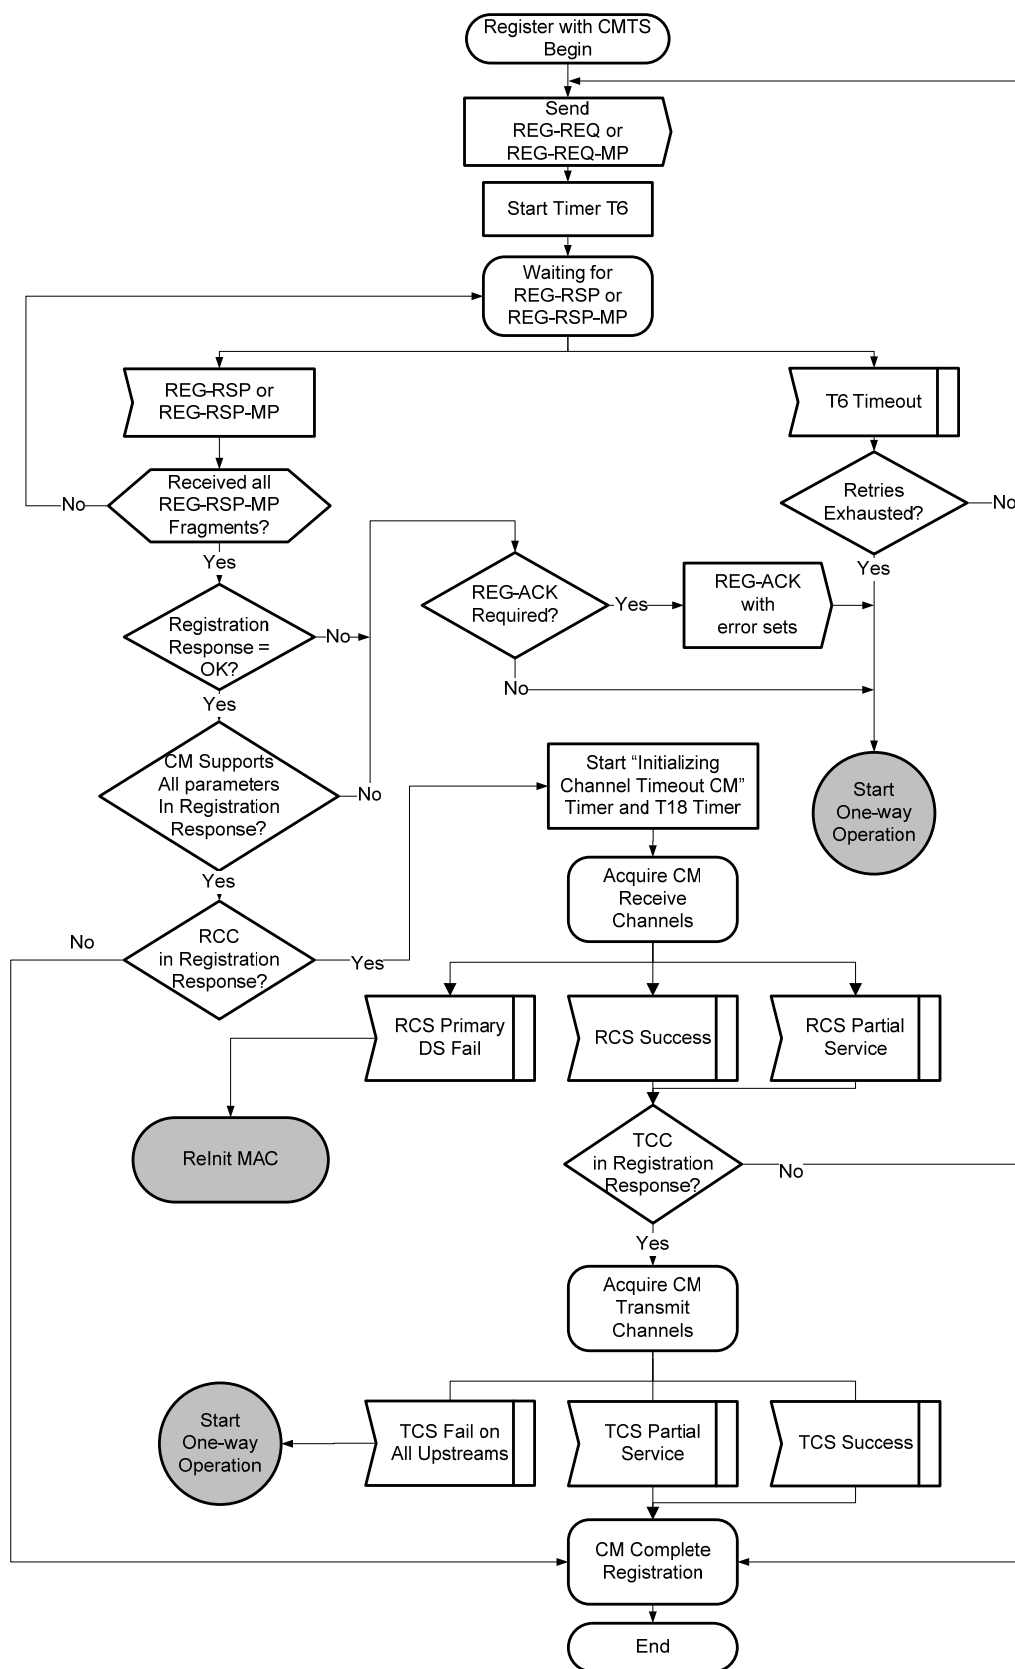 Register with CMTS
Begin
Send
REG-REQ or
REG-REQ-MP
Start Timer T6
Waiting for
REG-RSP or
REG-RSP-MP
REG-RSP or
REG-RSP-MP
T6 Timeout
Received all
REG-RSP-MP
Fragments?
No
Yes
Retries
Exhausted?
No
Yes
Registration
Response =
OK?
No
Yes
REG-ACK
Required?
Yes
No
REG-ACK
with
error sets
CM Supports
All parameters
In Registration
Response?
No
Yes
Start “Initializing
Channel Timeout CM”
Timer and T18 Timer
Start
One-way
Operation
Acquire CM
Receive
Channels
RCC
in Registration
Response?
No
Yes
RCS Primary
DS Fail
RCS Success
RCS Partial
Service
ReInit MAC
TCC
in Registration
Response?
No
Yes
Acquire CM
Transmit
Channels
Start
One-way
Operation
TCS Fail on
All Upstreams
TCS Partial
Service
TCS Success
CM Complete
Registration
End